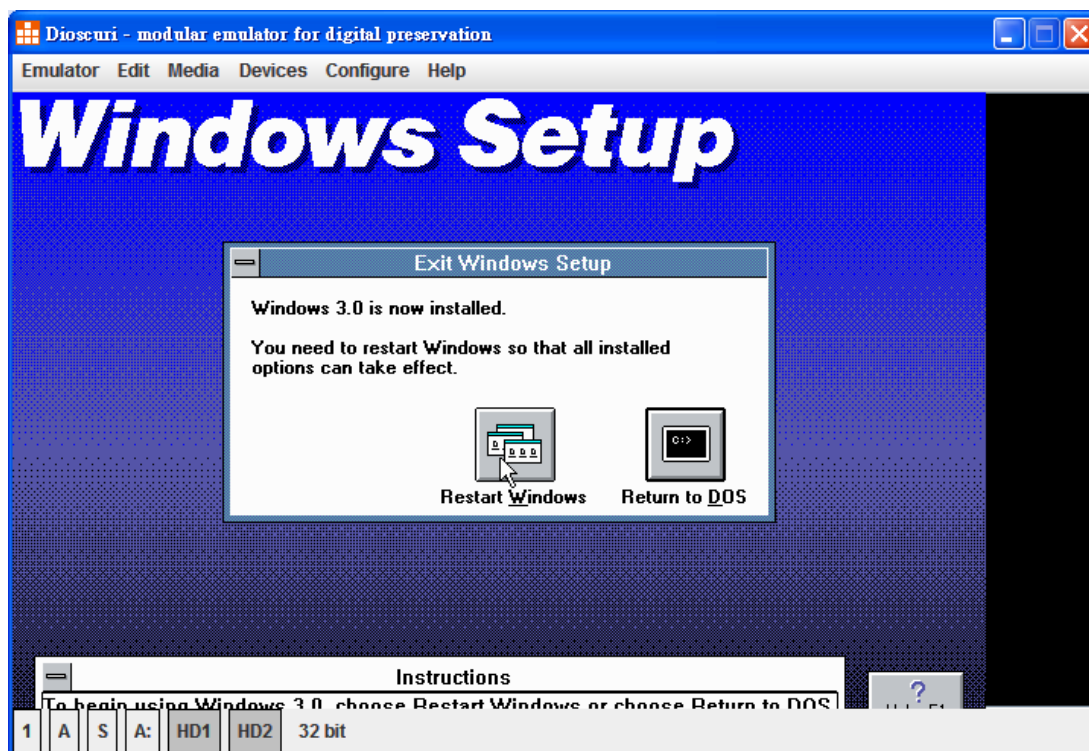 Dioscuri - modular emulator for digital preservation
Emulator Edit Media Devices Configure Help
Windows Setup
Exit Windows Setup
Windows 3.0 is now installed.
You need to restart Windows so that all installed
options can take effect.
C:>
Restart Windows Return to DOS
Instructions
To begin using Windows 3.0, choose Restart Windows or choose Return to DOS
?
1 A S A: HD1 HD2 32 bit